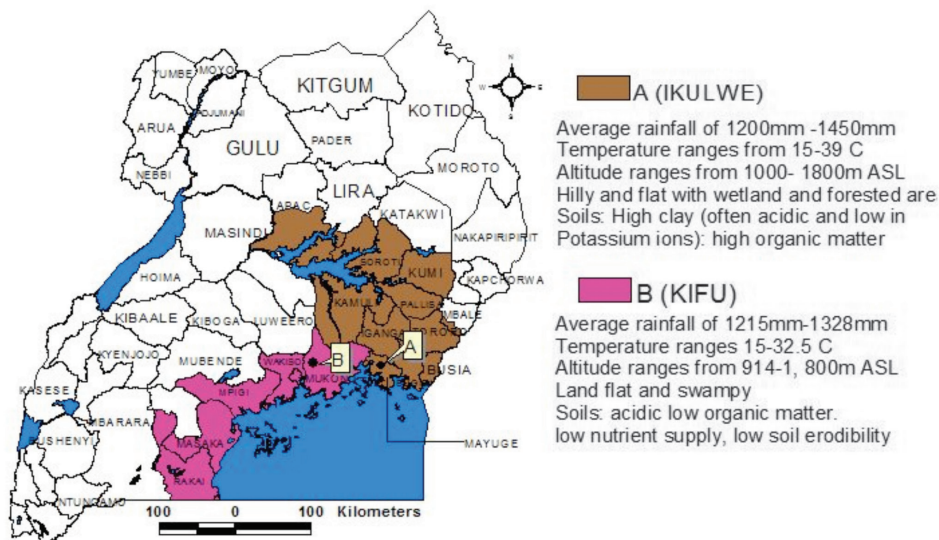 YUMBE
MOYO
ADJUMANI
ARUA
NEBBI
GULU
KITGUM
PADER
KOTIDO
MOROTO
LIRA
APAC
KATAKWI
NAKAPIRIPIRIT
MASINDI
SOROTI
KUMI
KAPCHORWA
HOIMA
KAMULI
PALLISA
MBALE
KIBAALE
KIBOGA
LUWEERO
KYENJOJO
MUBENDE
WAKISO
B
A
BUSIA
KASESE
MPIGI
MBARARA
MASAKA
RAKAI
MAYUGE
N
W
E
S
100 0 100 Kilometers
A (IKULWE)
Average rainfall of 1200mm -1450mm
Temperature ranges from 15-39 C
Altitude ranges from 1000- 1800m ASL
Hilly and flat with wetland and forested are
Soils: High clay (often acidic and low in
Potassium ions): high organic matter
B (KIFU)
Average rainfall of 1215mm-1328mm
Temperature ranges 15-32.5 C
Altitude ranges from 914-1, 800m ASL
Land flat and swampy
Soils: acidic low organic matter.
low nutrient supply, low soil erodibility